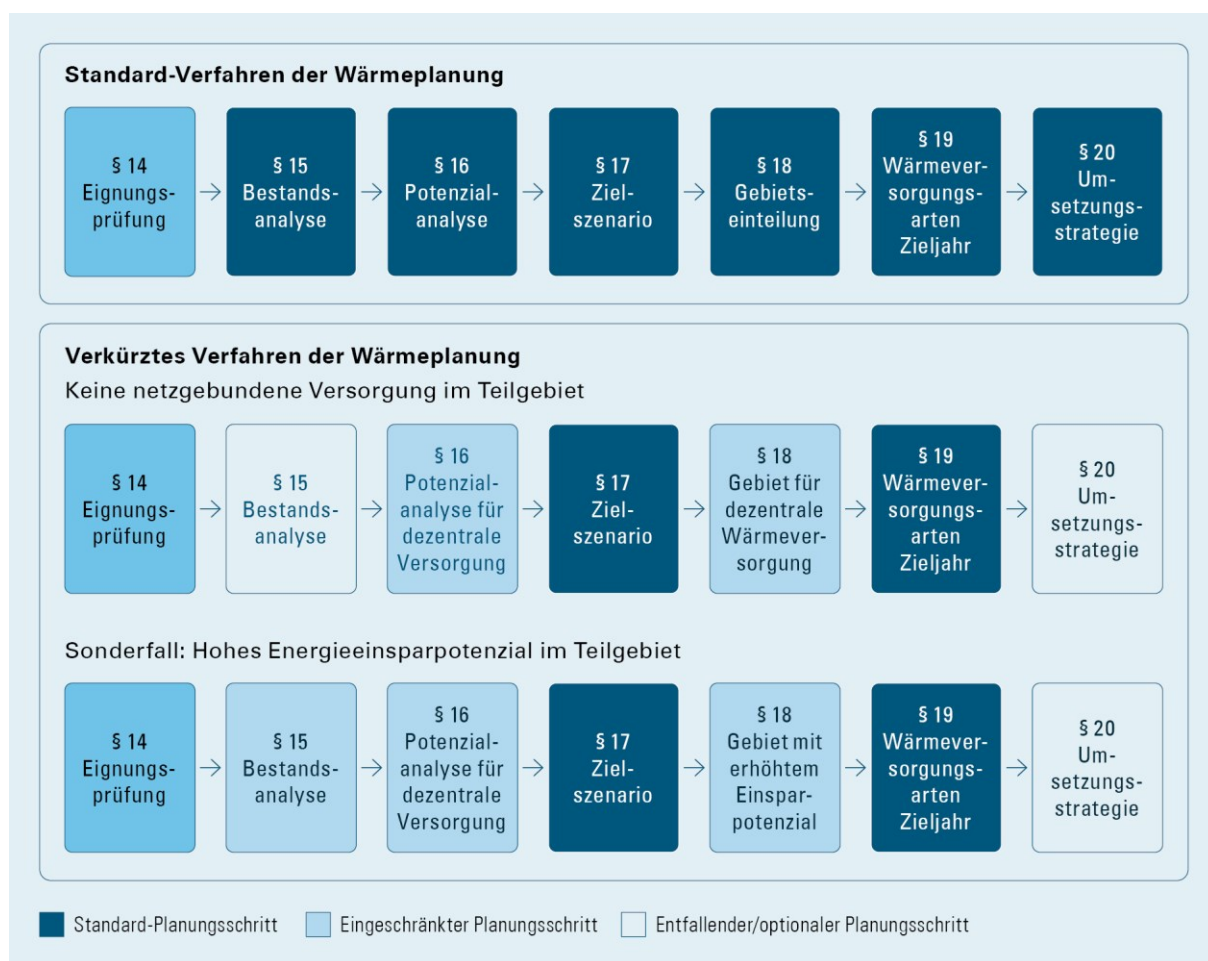 Standard-Verfahren der Wärmeplanung
§ 14
Eignungs-
prüfung
§ 15
Bestands-
analyse
§ 16
Potenzial-
analyse
§ 17
Ziel-
szenario
§ 18
Gebiets-
einteilung
§ 19
Wärmever-
sorgungs-
arten
Zieljahr
§ 20
Um-
setzungs-
strategie
Verkürztes Verfahren der Wärmeplanung
Keine netzgebundene Versorgung im Teilgebiet
§ 14
Eignungs-
prüfung
§ 15
Bestands-
analyse
§ 16
Potenzial-
analyse für
dezentrale
Versorgung
§ 17
Ziel-
szenario
§ 18
Gebiet für
dezentrale
Wärmever-
sorgung
§ 19
Wärmever-
sorgungs-
arten
Zieljahr
§ 20
Um-
setzungs-
strategie
Sonderfall: Hohes Energieeinsparpotenzial im Teilgebiet
§ 14
Eignungs-
prüfung
§ 15
Bestands-
analyse
§ 16
Potenzial-
analyse für
dezentrale
Versorgung
§ 17
Ziel-
szenario
§ 18
Gebiet mit
erhöhtem
Einspar-
potenzial
§ 19
Wärmever-
sorgungs-
arten
Zieljahr
§ 20
Um-
setzungs-
strategie
Standard-Planungsschritt
Eingeschränkter Planungsschritt
Entfallender/optionaler Planungsschritt